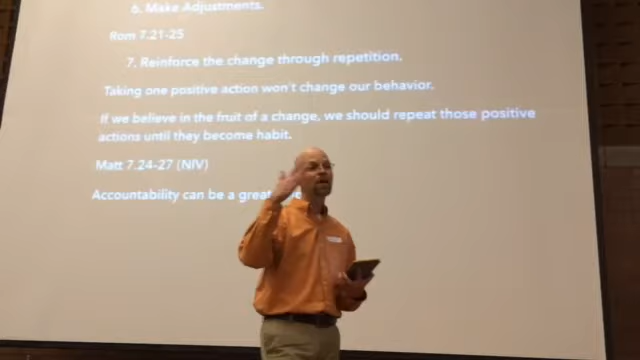 6. Make Adjustments.
Rom 7.21-25
7. Reinforce the change through repetition.
Taking one positive action won't change our behavior.
If we believe in the fruit of a change, we should repeat those positive
actions until they become habit.
Matt 7.24-27 (NIV)
Accountability can be a great